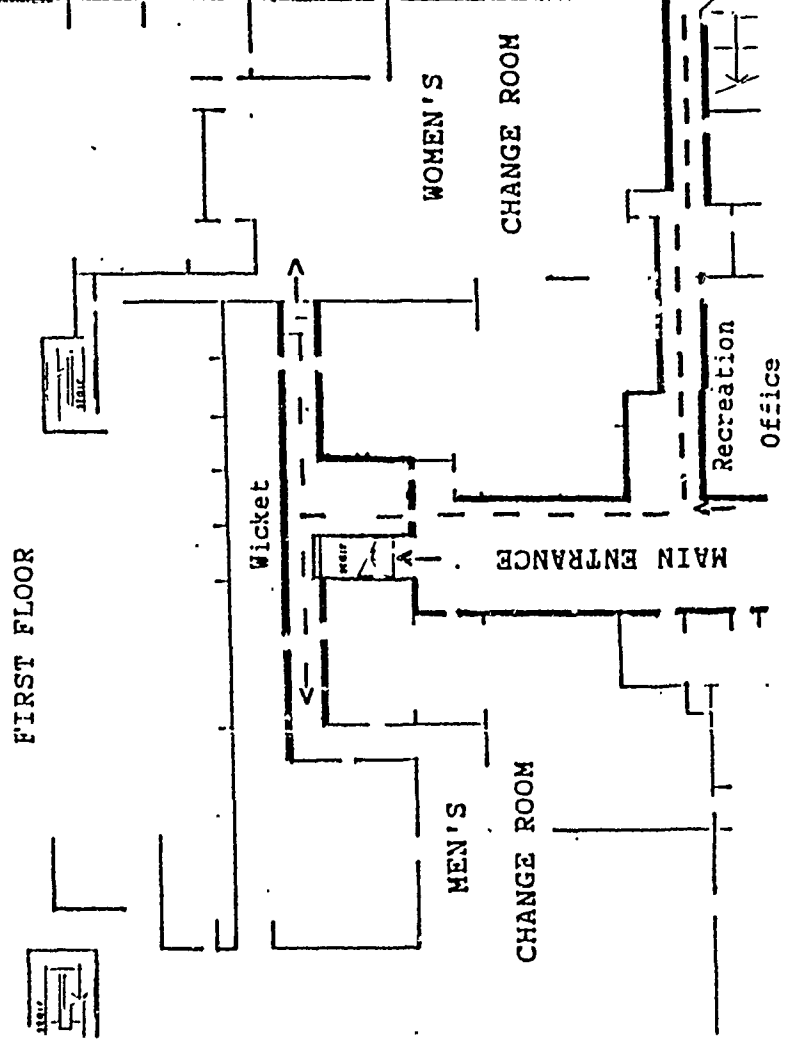 FIRST FLOOR
WOMEN'S
CHANGE ROOM
Wicket
Recreation
Office
MAIN ENTRANCE
MEN'S
CHANGE ROOM